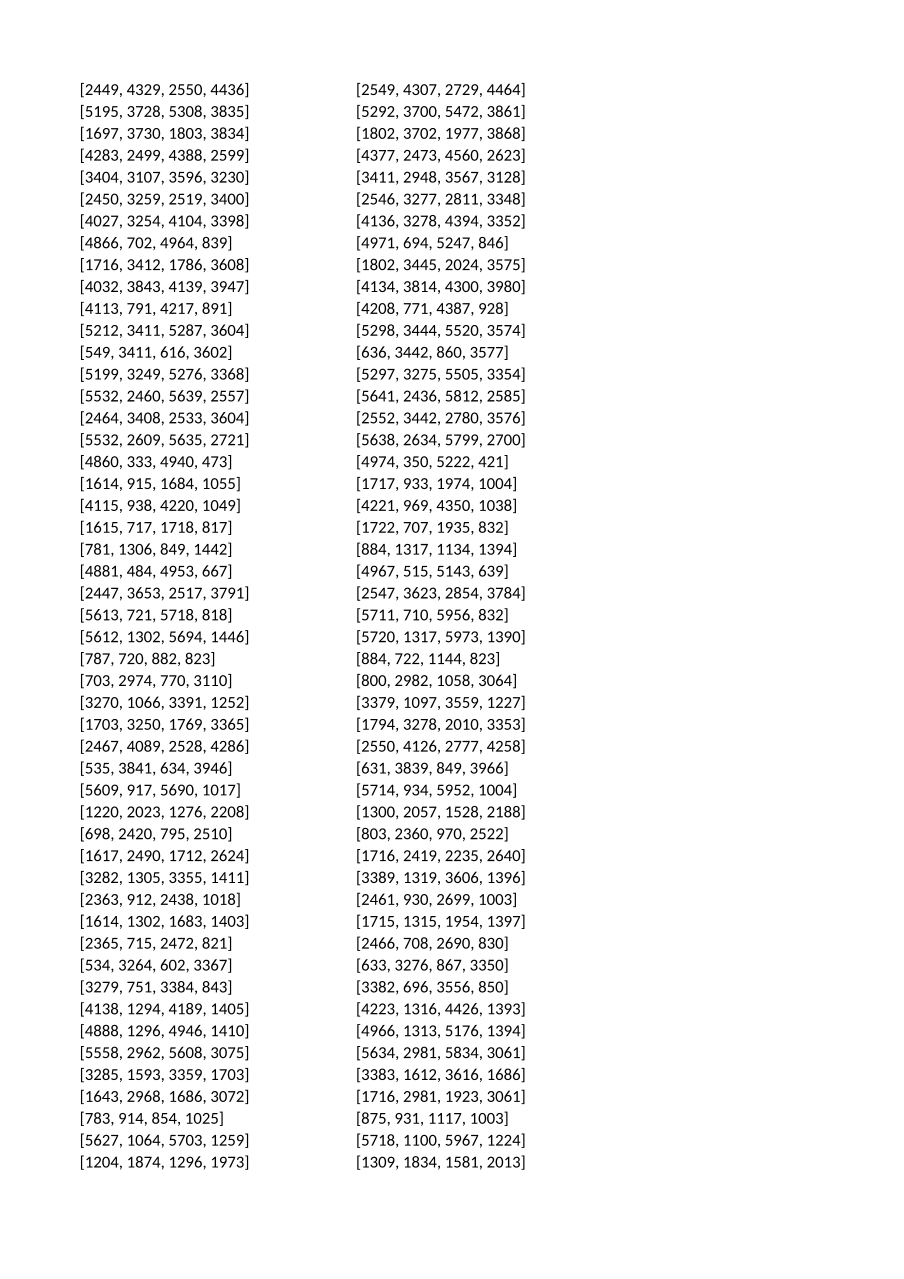 [2449, 4329, 2550, 4436] [2549, 4307, 2729, 4464]
[5195, 3728, 5308, 3835] [5292, 3700, 5472, 3861]
[1697, 3730, 1803, 3834] [1802, 3702, 1977, 3868]
[4283, 2499, 4388, 2599] [4377, 2473, 4560, 2623]
[3404, 3107, 3596, 3230] [3411, 2948, 3567, 3128]
[2450, 3259, 2519, 3400] [2546, 3277, 2811, 3348]
[4027, 3254, 4104, 3398] [4136, 3278, 4394, 3352]
[4866, 702, 4964, 839] [4971, 694, 5247, 846]
[1716, 3412, 1786, 3608] [1802, 3445, 2024, 3575]
[4032, 3843, 4139, 3947] [4134, 3814, 4300, 3980]
[4113, 791, 4217, 891] [4208, 771, 4387, 928]
[5212, 3411, 5287, 3604] [5298, 3444, 5520, 3574]
[549, 3411, 616, 3602] [636, 3442, 860, 3577]
[5199, 3249, 5276, 3368] [5297, 3275, 5505, 3354]
[5532, 2460, 5639, 2557] [5641, 2436, 5812, 2585]
[2464, 3408, 2533, 3604] [2552, 3442, 2780, 3576]
[5532, 2609, 5635, 2721] [5638, 2634, 5799, 2700]
[4860, 333, 4940, 473] [4974, 350, 5222, 421]
[1614, 915, 1684, 1055] [1717, 933, 1974, 1004]
[4115, 938, 4220, 1049] [4221, 969, 4350, 1038]
[1615, 717, 1718, 817] [1722, 707, 1935, 832]
[781, 1306, 849, 1442] [884, 1317, 1134, 1394]
[4881, 484, 4953, 667] [4967, 515, 5143, 639]
[2447, 3653, 2517, 3791] [2547, 3623, 2854, 3784]
[5613, 721, 5718, 818] [5711, 710, 5956, 832]
[5612, 1302, 5694, 1446] [5720, 1317, 5973, 1390]
[787, 720, 882, 823] [884, 722, 1144, 823]
[703, 2974, 770, 3110] [800, 2982, 1058, 3064]
[3270, 1066, 3391, 1252] [3379, 1097, 3559, 1227]
[1703, 3250, 1769, 3365] [1794, 3278, 2010, 3353]
[2467, 4089, 2528, 4286] [2550, 4126, 2777, 4258]
[535, 3841, 634, 3946] [631, 3839, 849, 3966]
[5609, 917, 5690, 1017] [5714, 934, 5952, 1004]
[1220, 2023, 1276, 2208] [1300, 2057, 1528, 2188]
[698, 2420, 795, 2510] [803, 2360, 970, 2522]
[1617, 2490, 1712, 2624] [1716, 2419, 2235, 2640]
[3282, 1305, 3355, 1411] [3389, 1319, 3606, 1396]
[2363, 912, 2438, 1018] [2461, 930, 2699, 1003]
[1614, 1302, 1683, 1403] [1715, 1315, 1954, 1397]
[2365, 715, 2472, 821] [2466, 708, 2690, 830]
[534, 3264, 602, 3367] [633, 3276, 867, 3350]
[3279, 751, 3384, 843] [3382, 696, 3556, 850]
[4138, 1294, 4189, 1405] [4223, 1316, 4426, 1393]
[4888, 1296, 4946, 1410] [4966, 1313, 5176, 1394]
[5558, 2962, 5608, 3075] [5634, 2981, 5834, 3061]
[3285, 1593, 3359, 1703] [3383, 1612, 3616, 1686]
[1643, 2968, 1686, 3072] [1716, 2981, 1923, 3061]
[783, 914, 854, 1025] [875, 931, 1117, 1003]
[5627, 1064, 5703, 1259] [5718, 1100, 5967, 1224]
[1204, 1874, 1296, 1973] [1309, 1834, 1581, 2013]